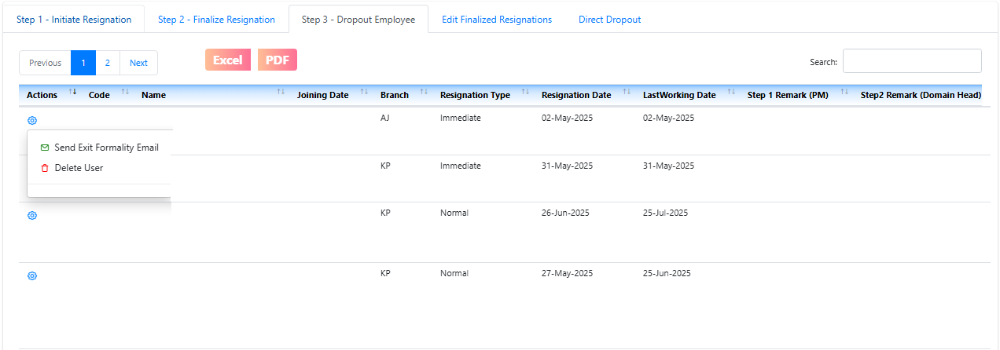 Step 1 - Initiate Resignation Step 2 - Finalize Resignation Step 3 - Dropout Employee Edit Finalized Resignations Direct Dropout
Previous 1 2 Next Excel PDF Search:
Actions Code Name Joining Date Branch Resignation Type Resignation Date LastWorking Date Step 1 Remark (PM) Step2 Remark (Domain Head)
AJ Immediate 02-May-2025 02-May-2025
Send Exit Formality Email
Delete User
KP Immediate 31-May-2025 31-May-2025
KP Normal 26-Jun-2025 25-Jul-2025
KP Normal 27-May-2025 25-Jun-2025